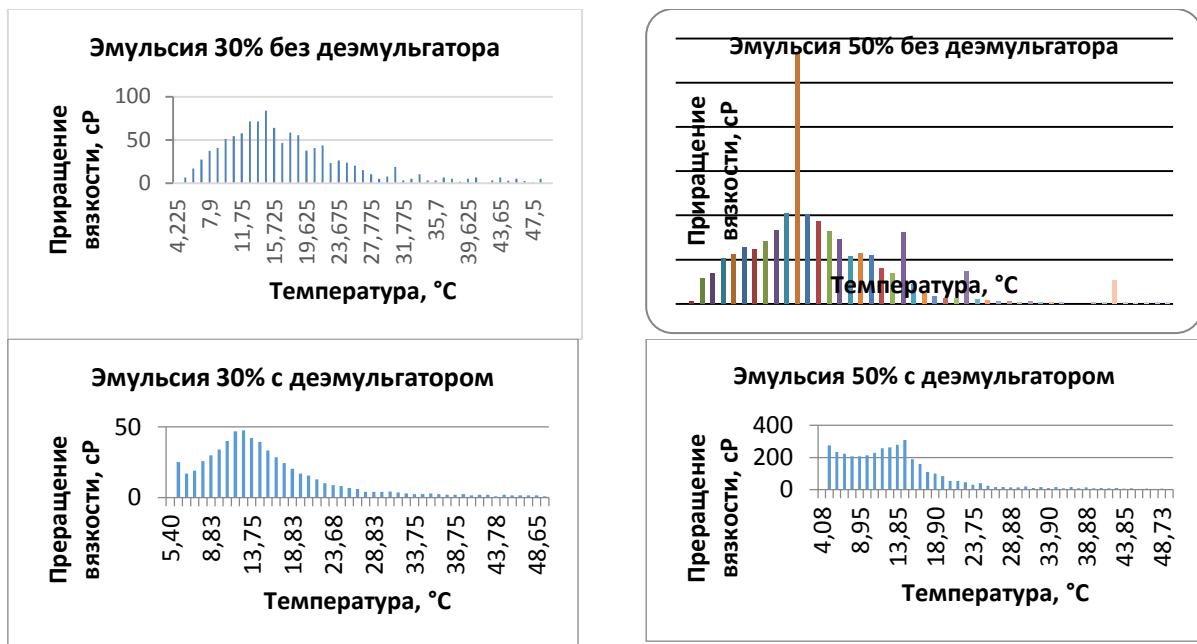 Эмульсия 30% без деэмульгатора
Приращение
вязкости, сР
100
50
0
4,225
7,9
11,75
15,725
19,625
23,675
27,775
31,775
35,7
39,625
43,65
47,5
Температура, °С
Эмульсия 50% без деэмульгатора
Приращение
вязкости, сР
Температура, °С
Эмульсия 30% с деэмульгатором
Преращение
вязкости, сР
50
0
5,40
8,83
13,75
18,83
23,68
28,83
33,75
38,75
43,78
48,65
Температура, °С
Эмульсия 50% с деэмульгатором
Преращение
вязкости, сР
400
200
0
4,08
8,95
13,85
18,90
23,75
28,88
33,90
38,88
43,85
48,73
Температура, °С